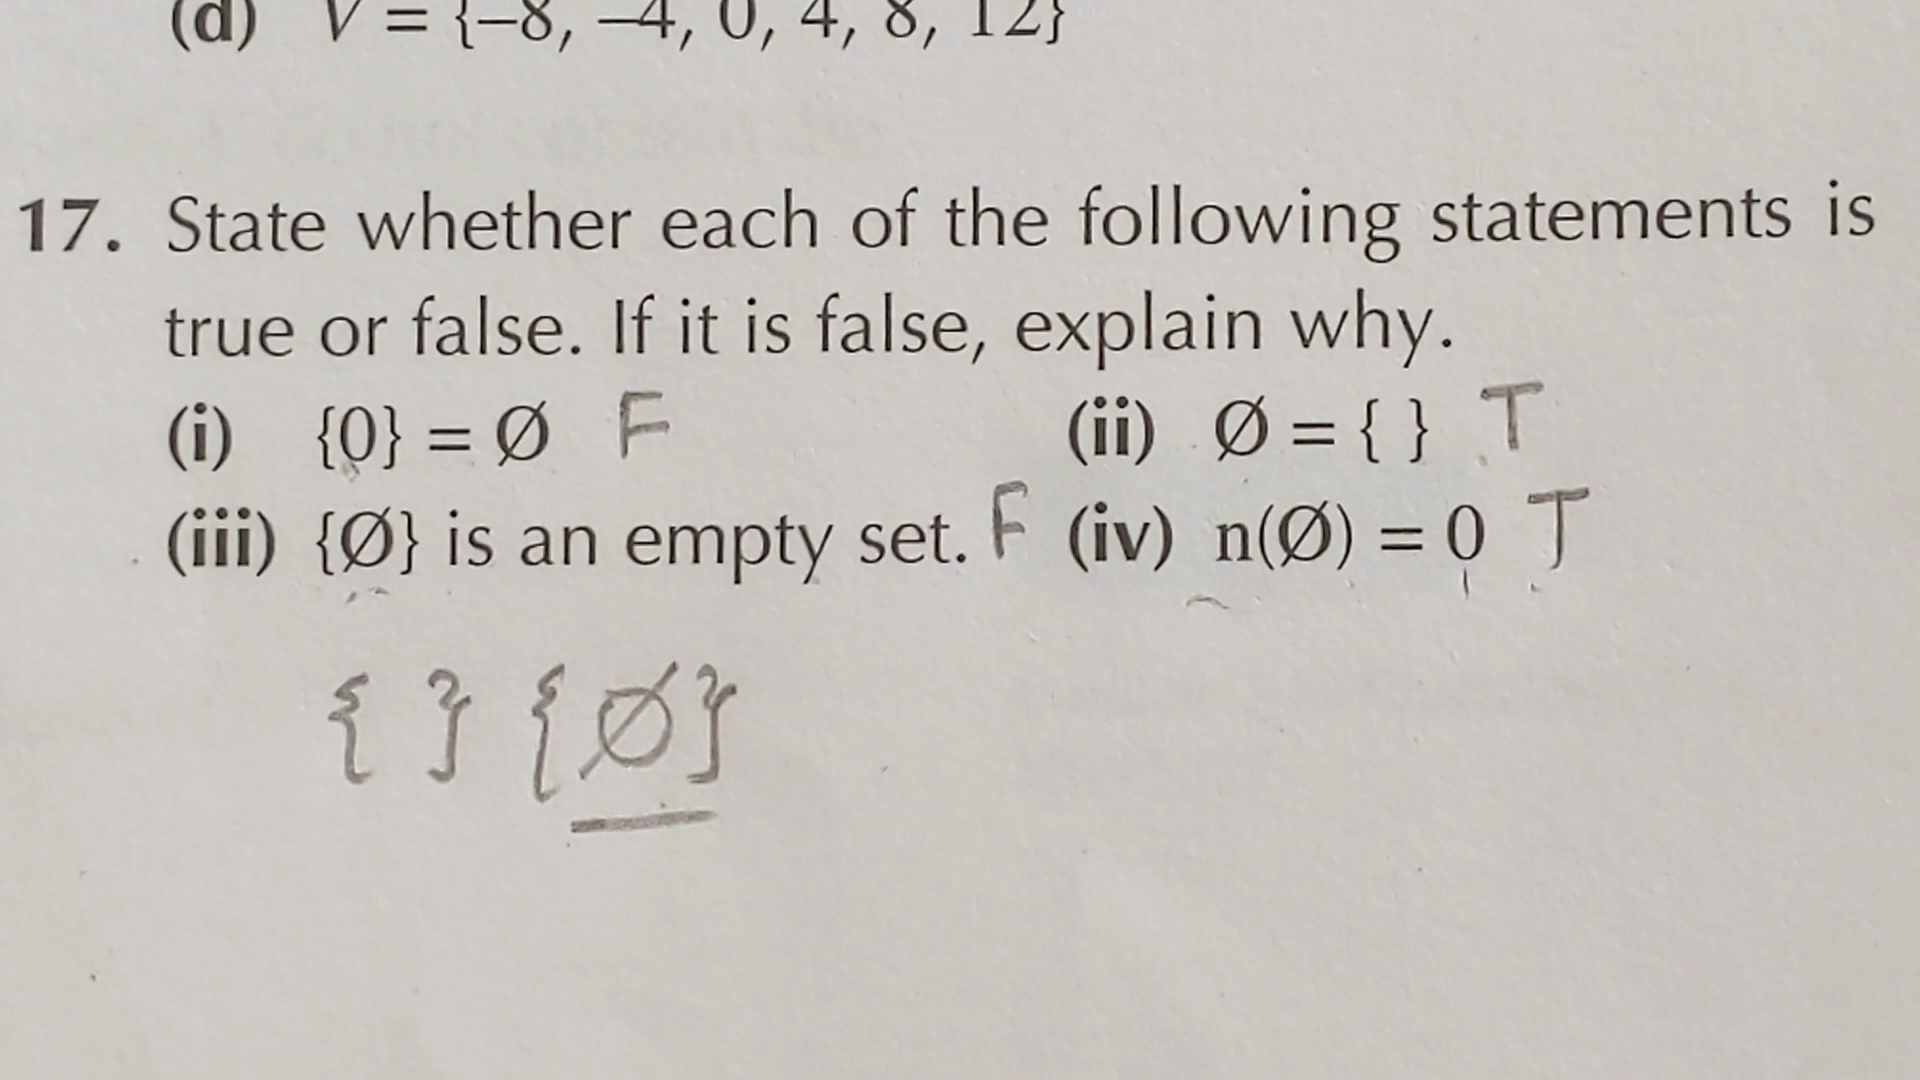 (d) V = {–8, –4, 0, 4, 8, 12}
17. State whether each of the following statements is
true or false. If it is false, explain why.
(i) {0} = Ø F (ii) Ø = { } T
(iii) {Ø} is an empty set. F (iv) n(Ø) = 0 T
{ } {Ø}